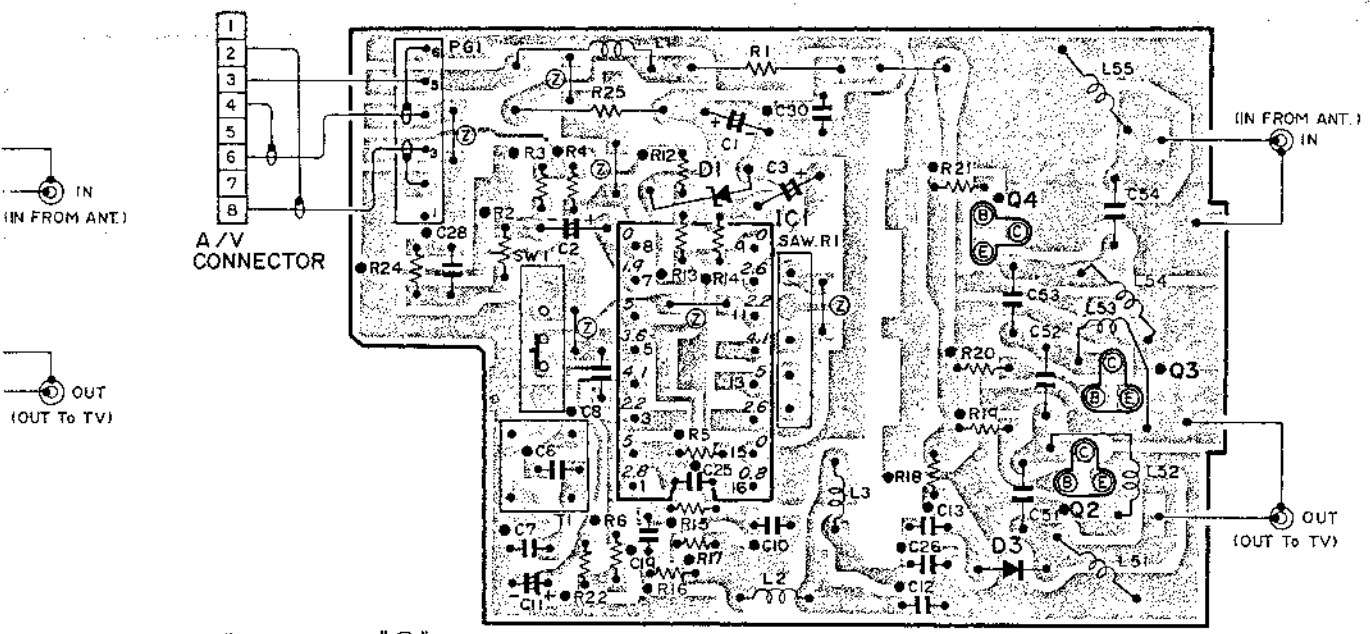 1
2
3
4
5
6
7
8
A/V
CONNECTOR
IN
(IN FROM ANT.)
OUT
(OUT TO TV)
PG1
6
5
3
1
L1
R1
Z
R25
C30
C1
R3
R4
Z
R12
D1
C3
Z
R2
C28
R24
C2
SW1
IC1
SAW.R1
R13
R14
0
8
1.9
7
5
3.6
5
4.1
2.2
3
5
2.8
1
0
9
2.6
2.2
11
4.1
5
13
2.6
0
15
0.8
16
Z
Z
Z
C8
C6
T1
C7
C11
R6
R22
C19
R5
C25
R15
R17
R16
C10
L2
L3
R21
Q4
B
C
E
C54
L55
L54
C53
L53
C52
R20
R19
R18
Q3
C
B
E
C
B
E
Q2
L52
C51
C13
C26
C12
D3
L51
(IN FROM ANT.)
IN
OUT
(OUT TO TV)